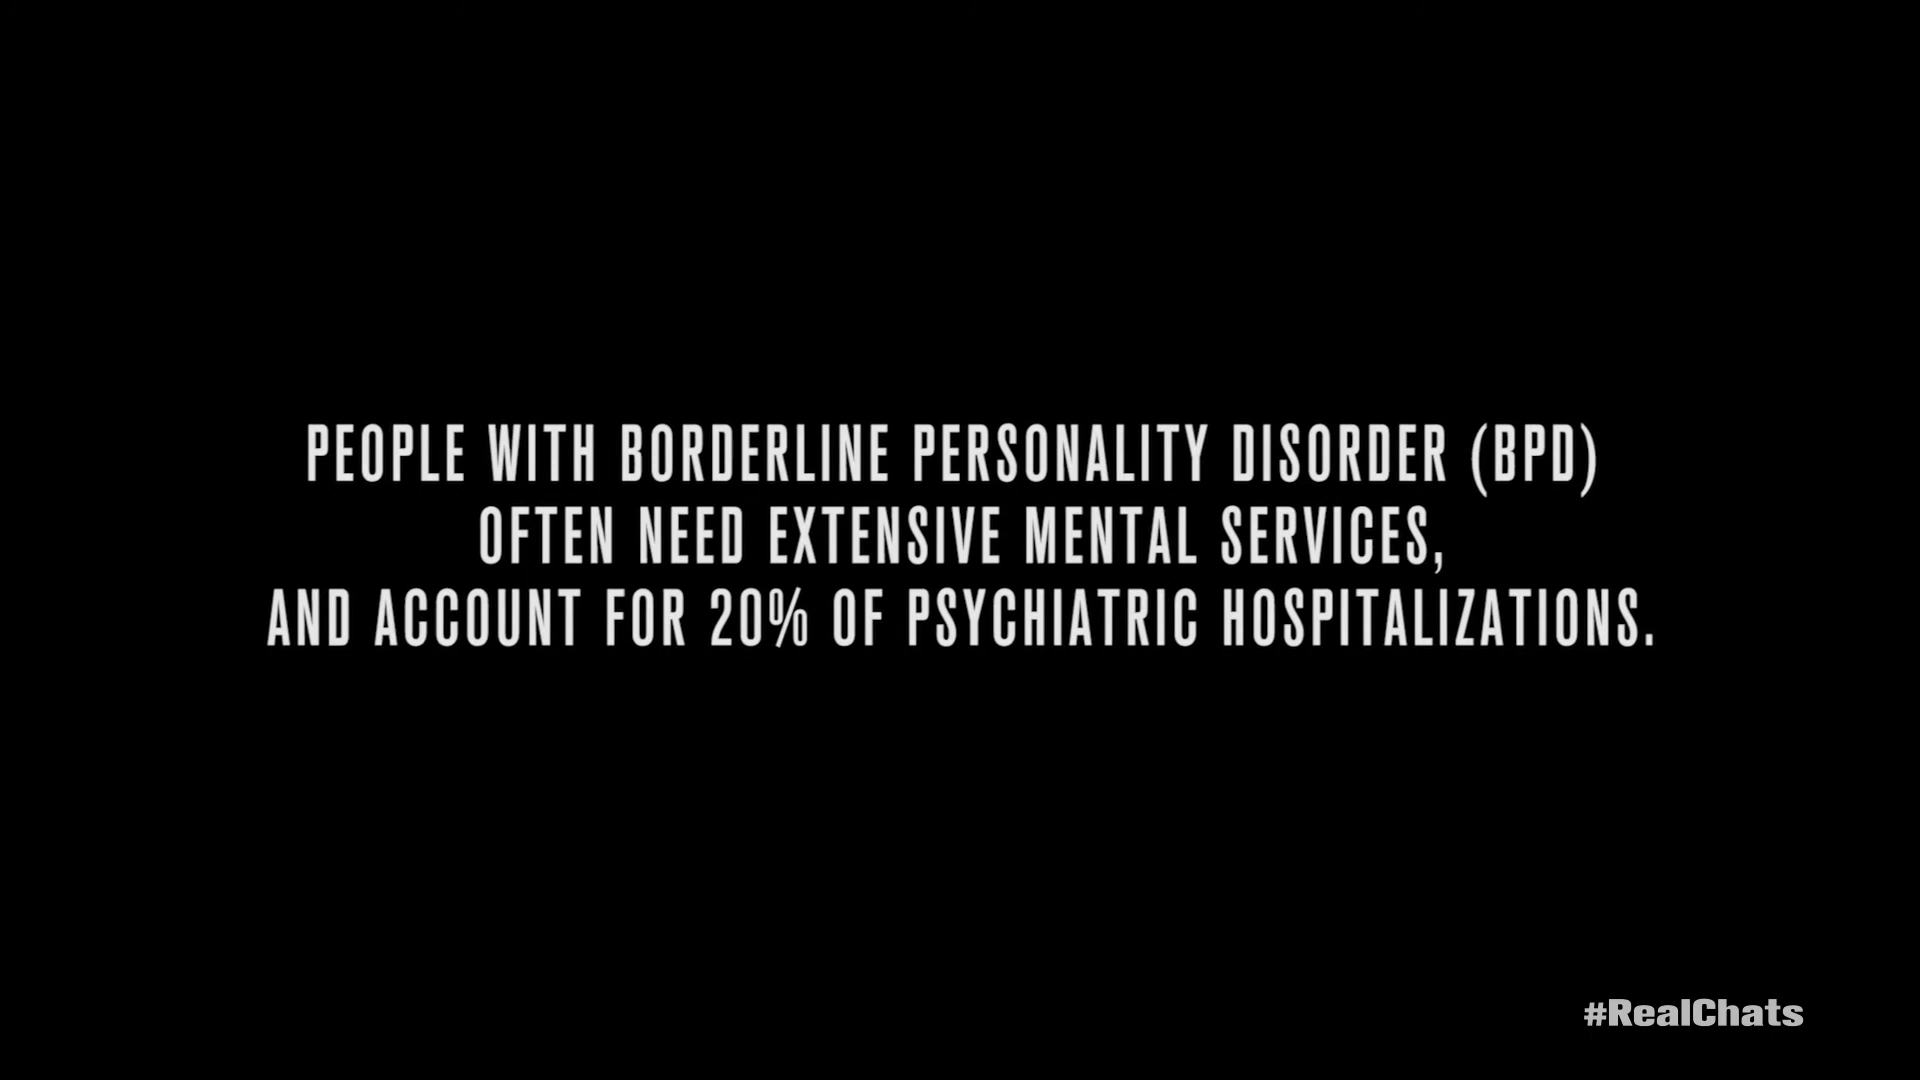 PEOPLE WITH BORDERLINE PERSONALITY DISORDER (BPD)
OFTEN NEED EXTENSIVE MENTAL SERVICES,
AND ACCOUNT FOR 20% OF PSYCHIATRIC HOSPITALIZATIONS.
#RealChats